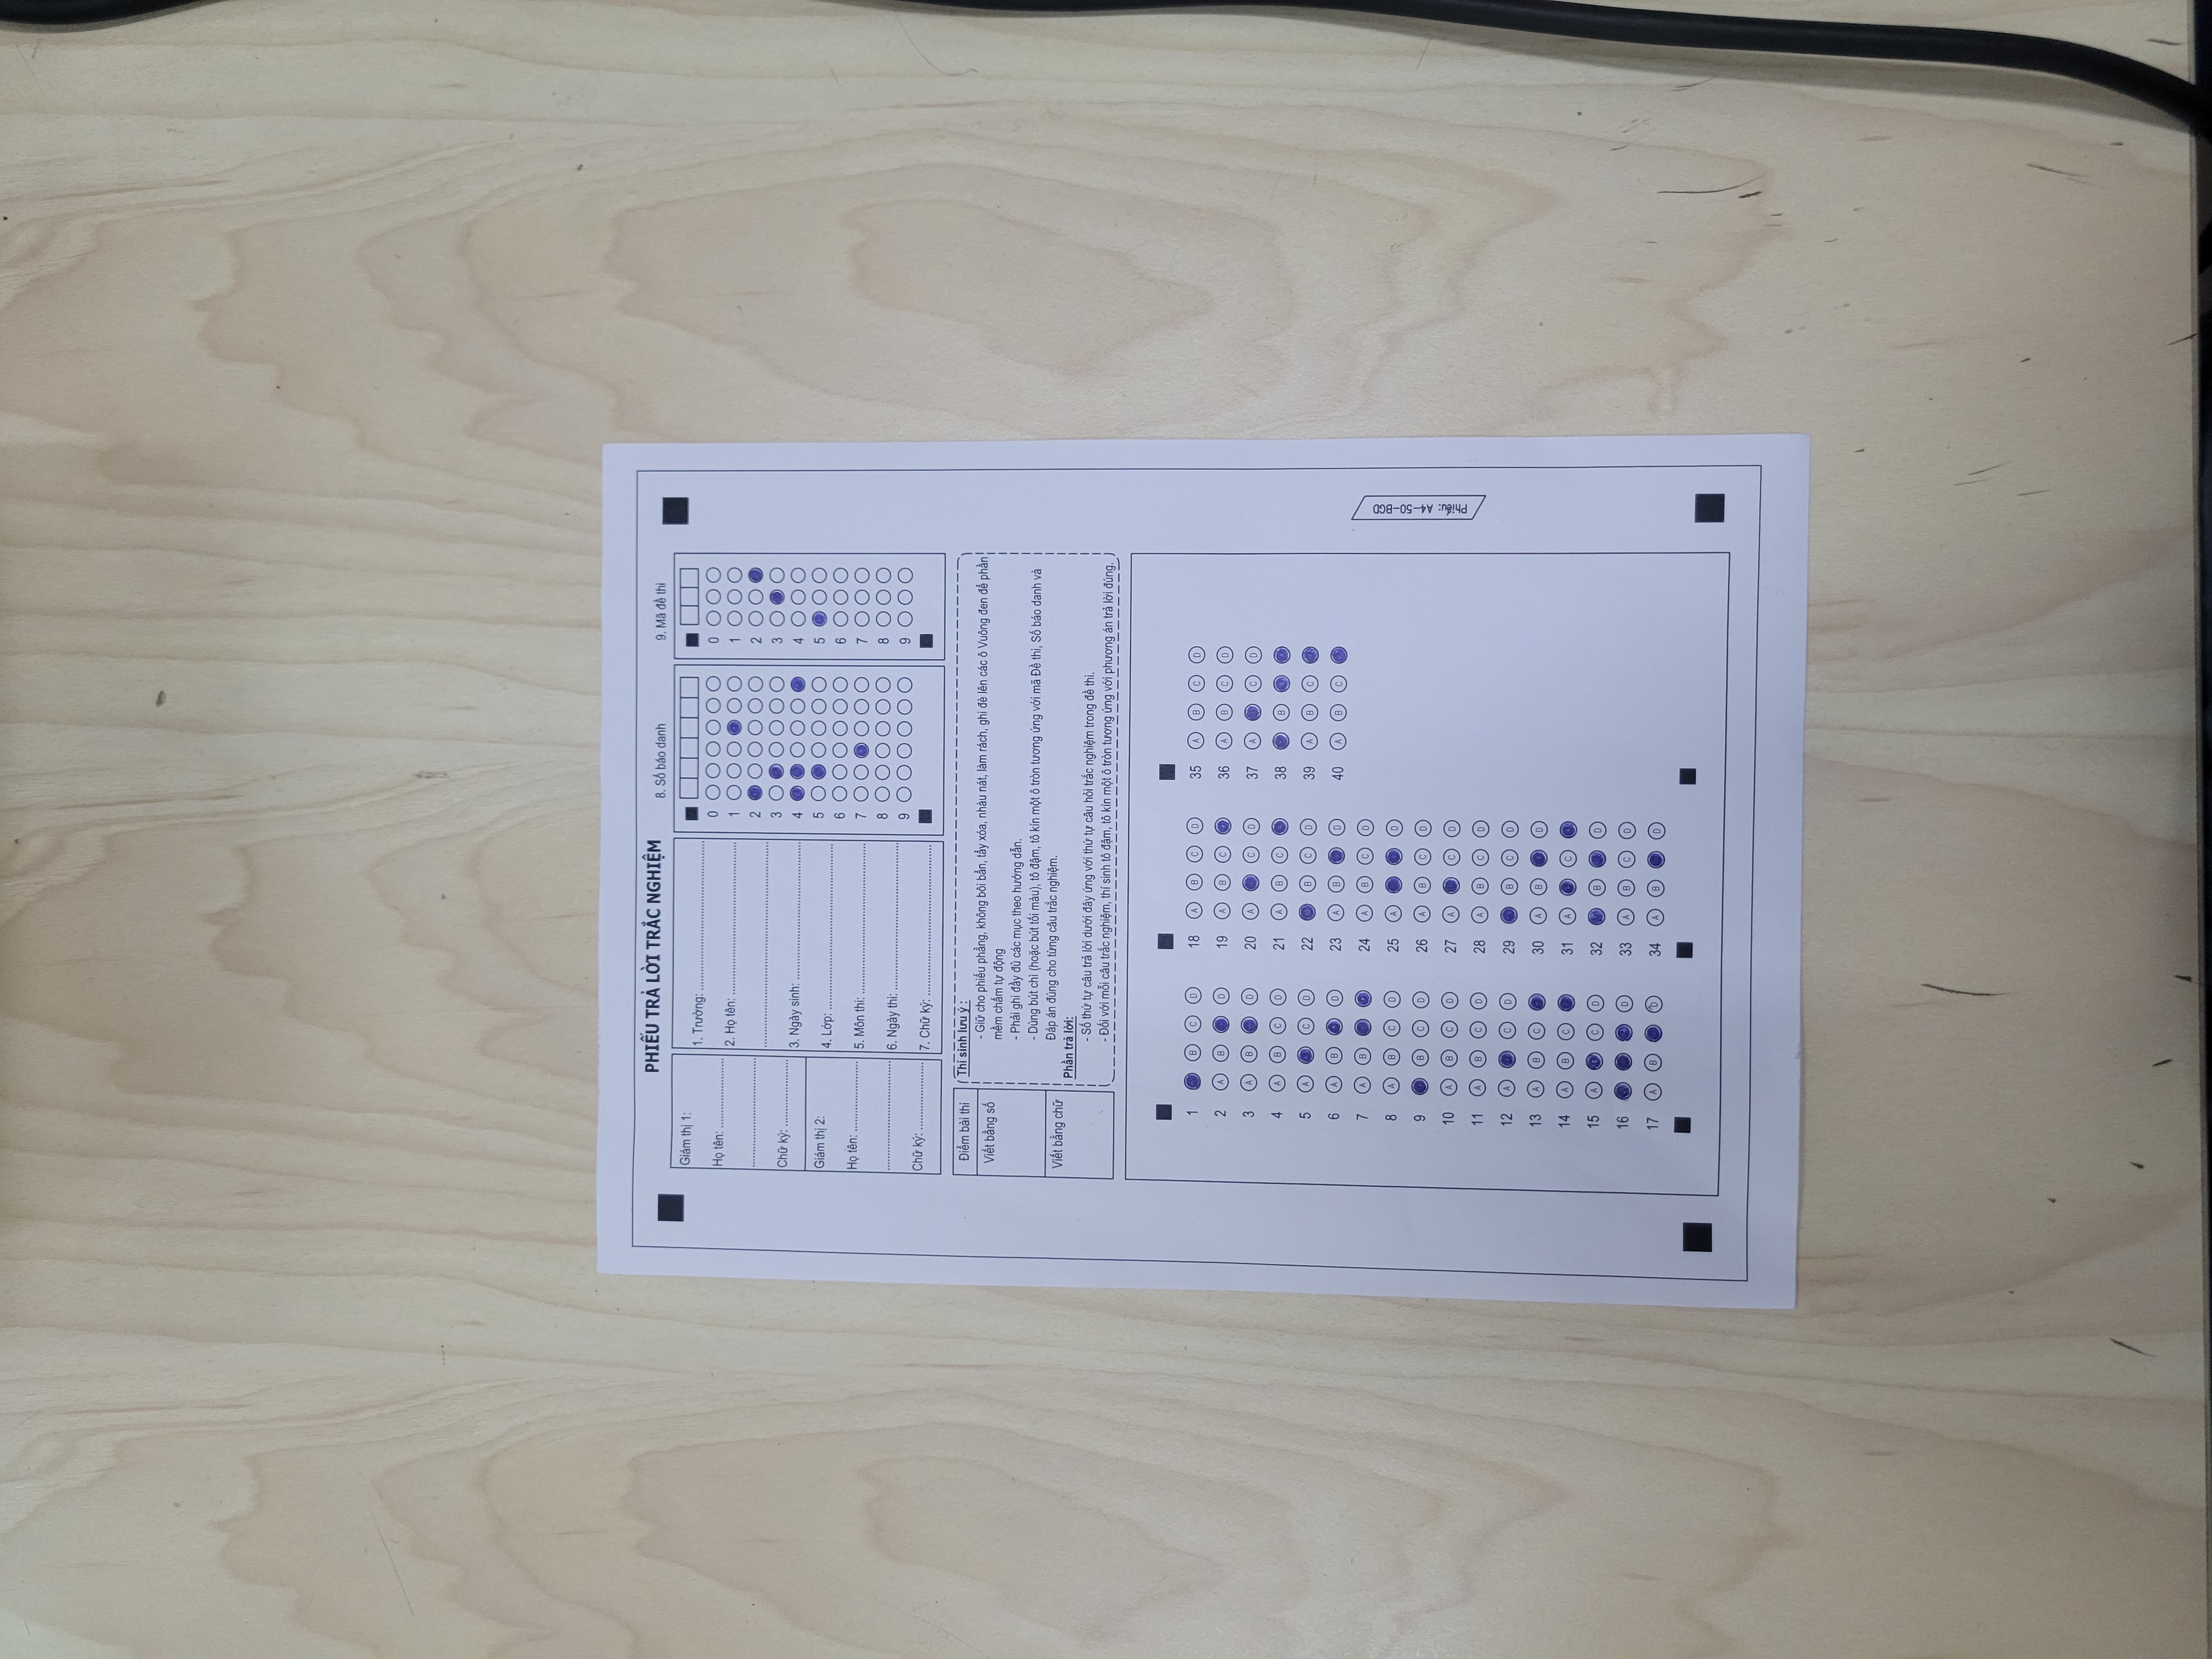 PHIẾU TRẢ LỜI TRẮC NGHIỆM
8. Số báo danh
9. Mã đề thi
Giám thị 1:
Họ tên:
Chữ ký:
Giám thị 2:
Họ tên:
Chữ ký:
1. Trường:
2. Họ tên:
3. Ngày sinh:
4. Lớp:
5. Môn thi:
6. Ngày thi:
7. Chữ ký:
0
1
2
3
4
5
6
7
8
9
0
1
2
3
4
5
6
7
8
9
Điểm bài thi
Viết bằng số
Viết bằng chữ
Thí sinh lưu ý :
- Giữ cho phiếu phẳng, không bôi bẩn, tẩy xóa, nhàu nát, làm rách, ghi đè lên các ô Vuông đen để phần
mềm chấm tự động
- Phải ghi đầy đủ các mục theo hướng dẫn.
- Dùng bút chì (hoặc bút tối màu), tô đậm, tô kín một ô tròn tương ứng với mã Đề thi, Số báo danh và
Đáp án đúng cho từng câu trắc nghiệm.
Phần trả lời:
- Số thứ tự câu trả lời dưới đây ứng với thứ tự câu hỏi trắc nghiệm trong đề thi.
- Đối với mỗi câu trắc nghiệm, thí sinh tô đậm, tô kín một ô tròn tương ứng với phương án trả lời đúng.
1 B C D
2 A B D
3 A B D
4 A B C D
5 A C D
6 A B D
7 A B
8 A B C D
9 B C D
10 A B C D
11 A B C D
12 A C D
13 A B C
14 A B C
15 A C D
16 D
17 A B D
18 A B C D
19 A B C
20 A C D
21 A B C
22 B C D
23 A B D
24 A B C D
25 A D
26 A B C D
27 A C D
28 A B C D
29 B C D
30 A B D
31 A C
32 B D
33 A B C D
34 A B D
35 A B C D
36 A B C D
37 A C D
38 B
39 A B C
40 A B C
Phiếu: A4-50-BGD